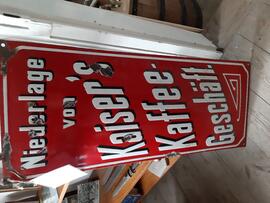 Niederlage
von
Kaiser's
Kaffee-
Geschäft